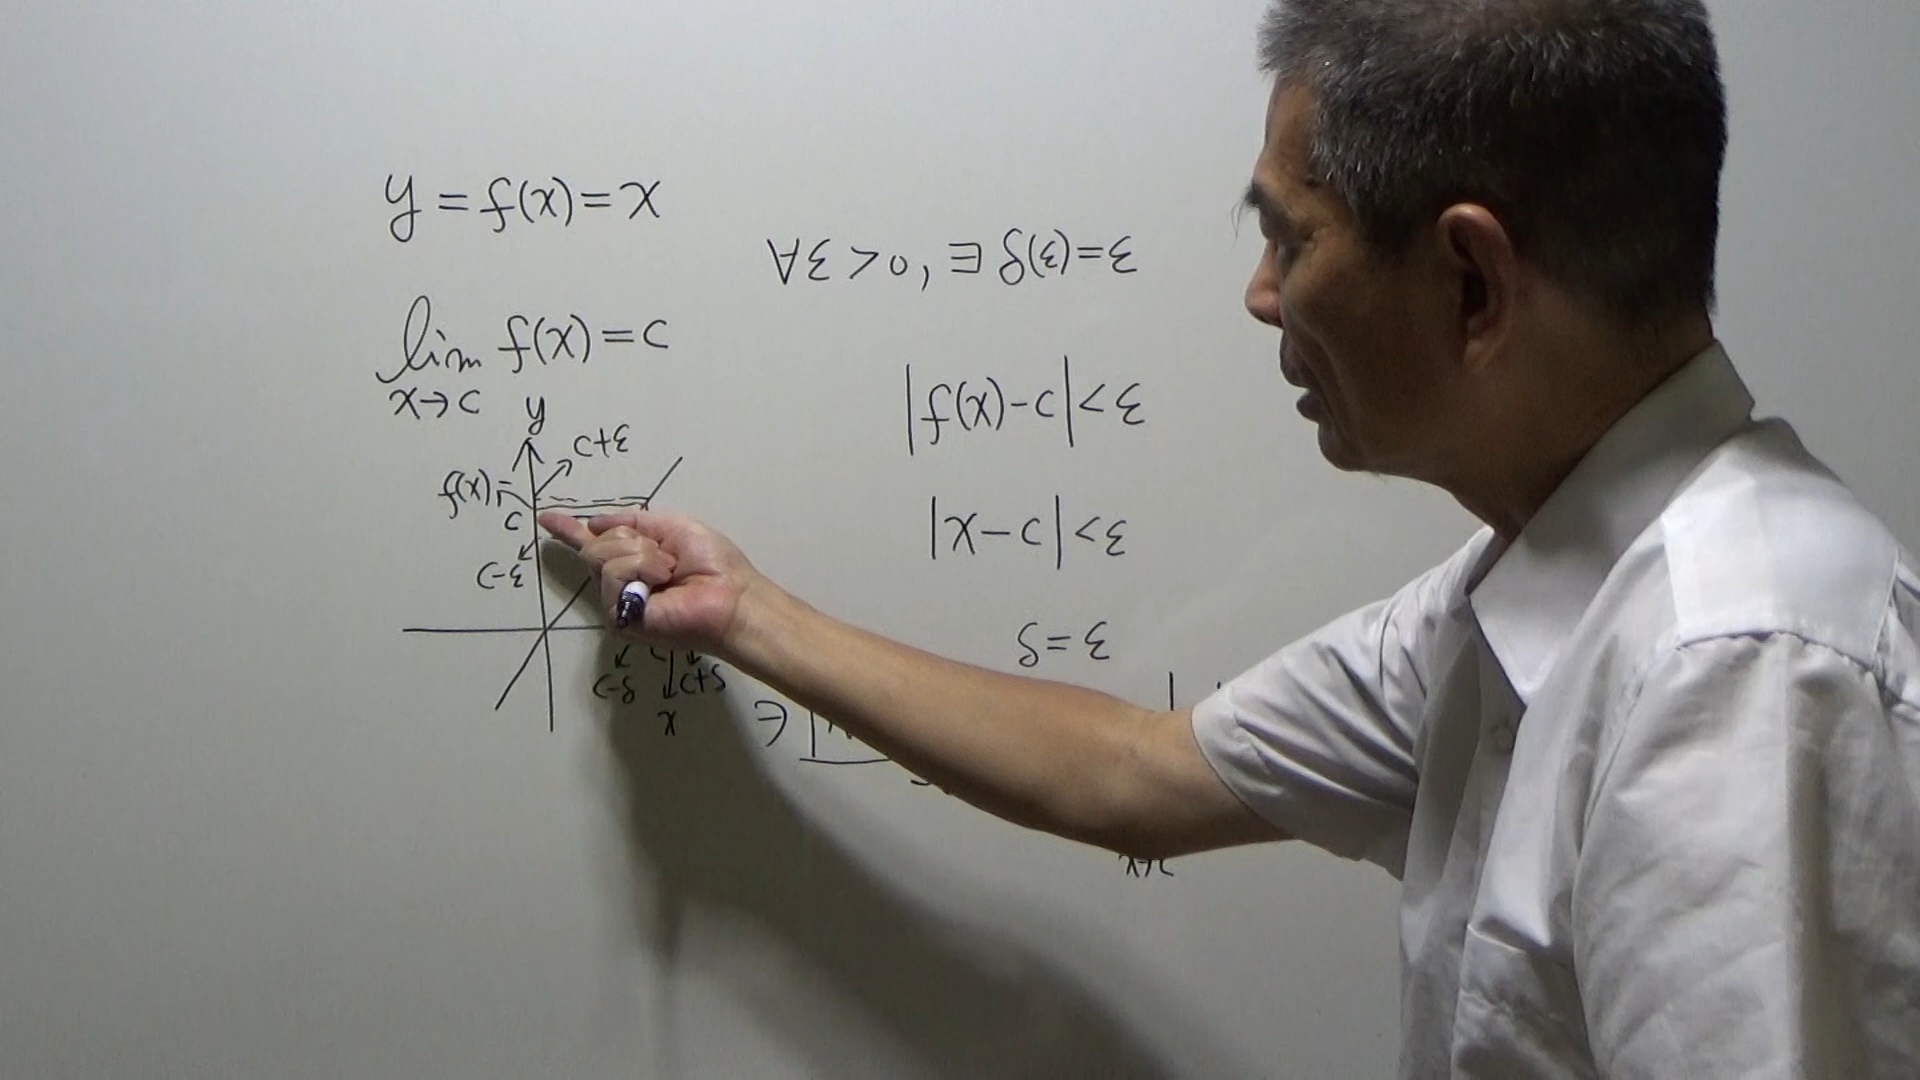 y = f(x) = x
lim f(x) = c
x→c
∀ε > 0, ∃ δ(ε) = ε
|f(x) - c| < ε
|x - c| < ε
δ = ε
y
c+ε
f(x)
c
c-ε
c-δ
c+δ
x